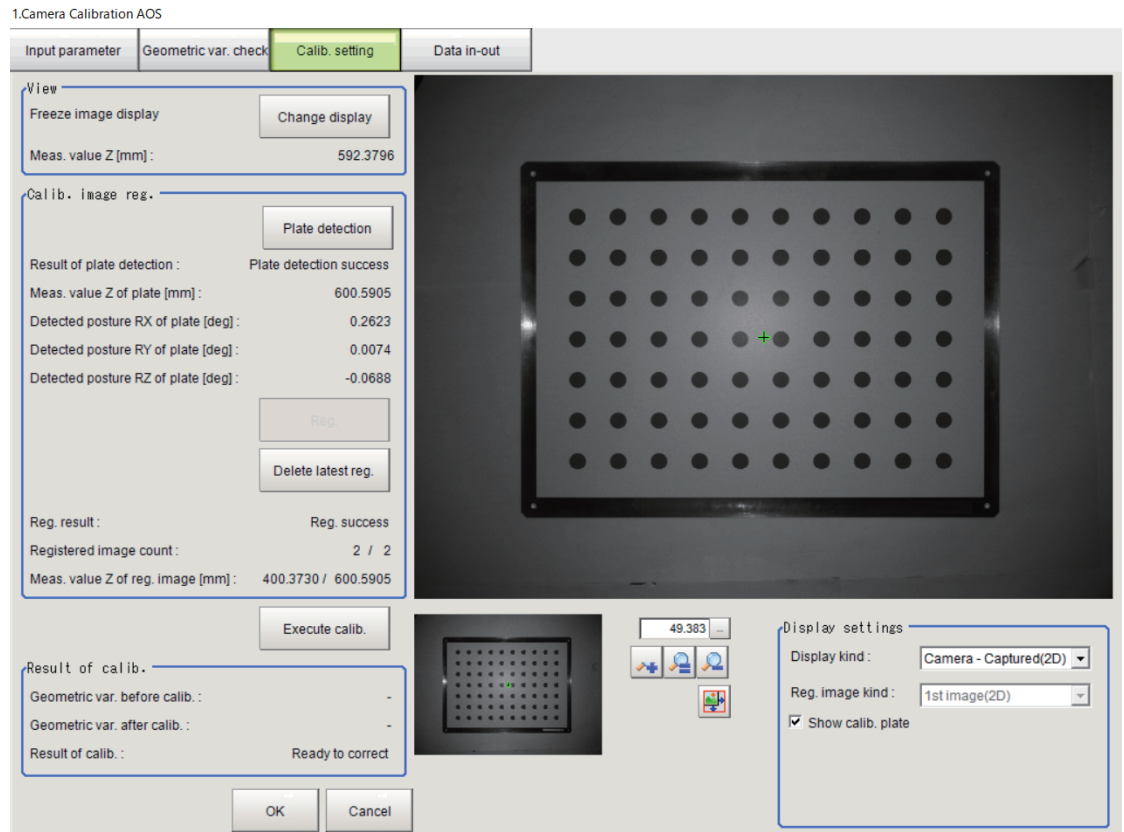 1.Camera Calibration AOS
Input parameter Geometric var. check Calib. setting Data in-out
View
Freeze image display Change display
Meas. value Z [mm] : 592.3796
Calib. image reg.
Plate detection
Result of plate detection : Plate detection success
Meas. value Z of plate [mm] : 600.5905
Detected posture RX of plate [deg] : 0.2623
Detected posture RY of plate [deg] : 0.0074
Detected posture RZ of plate [deg] : -0.0688
Reg.
Delete latest reg.
Reg. result : Reg. success
Registered image count : 2 / 2
Meas. value Z of reg. image [mm] : 400.3730 / 600.5905
Execute calib.
Result of calib.
Geometric var. before calib. : -
Geometric var. after calib. : -
Result of calib. : Ready to correct
OK Cancel
49.383 ...
Display settings
Display kind : Camera - Captured(2D)
Reg. image kind : 1st image(2D)
Show calib. plate